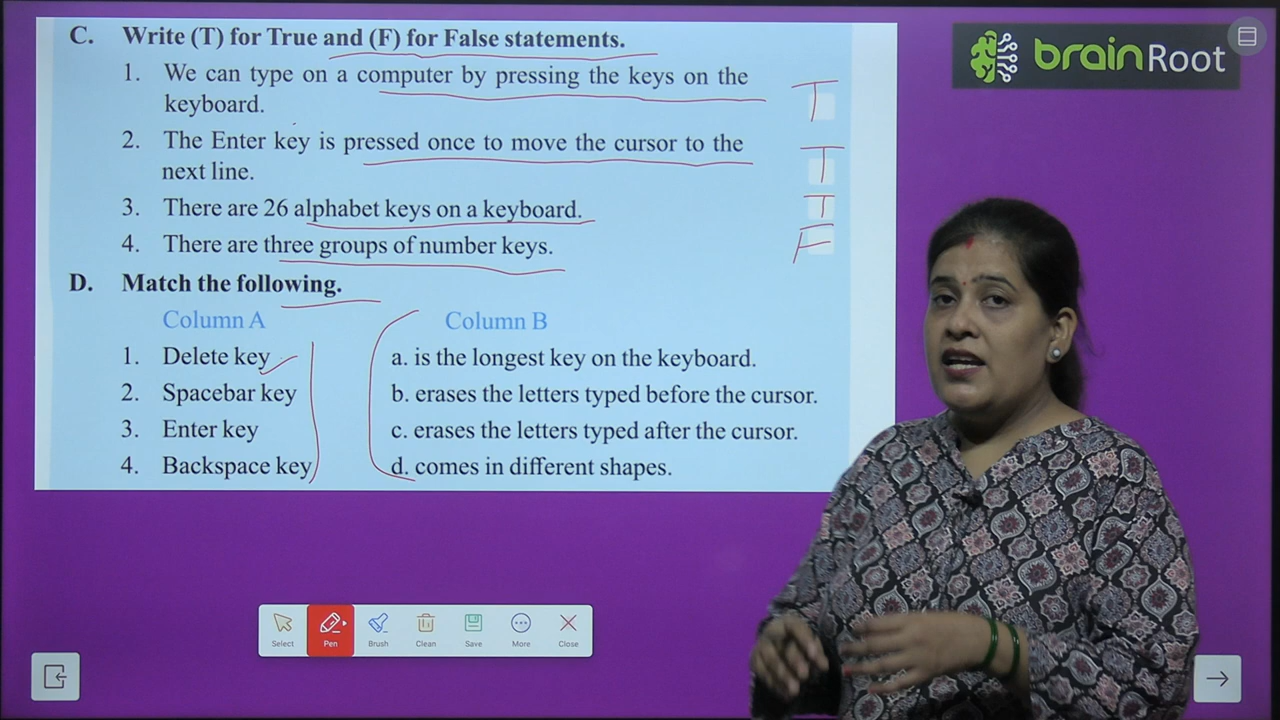 C. Write (T) for True and (F) for False statements.
1. We can type on a computer by pressing the keys on the
keyboard. T
2. The Enter key is pressed once to move the cursor to the
next line. T
3. There are 26 alphabet keys on a keyboard. T
4. There are three groups of number keys. F
D. Match the following.
Column A Column B
1. Delete key a. is the longest key on the keyboard.
2. Spacebar key b. erases the letters typed before the cursor.
3. Enter key c. erases the letters typed after the cursor.
4. Backspace key d. comes in different shapes.
brainRoot
Select Pen Brush Clean Save More Close